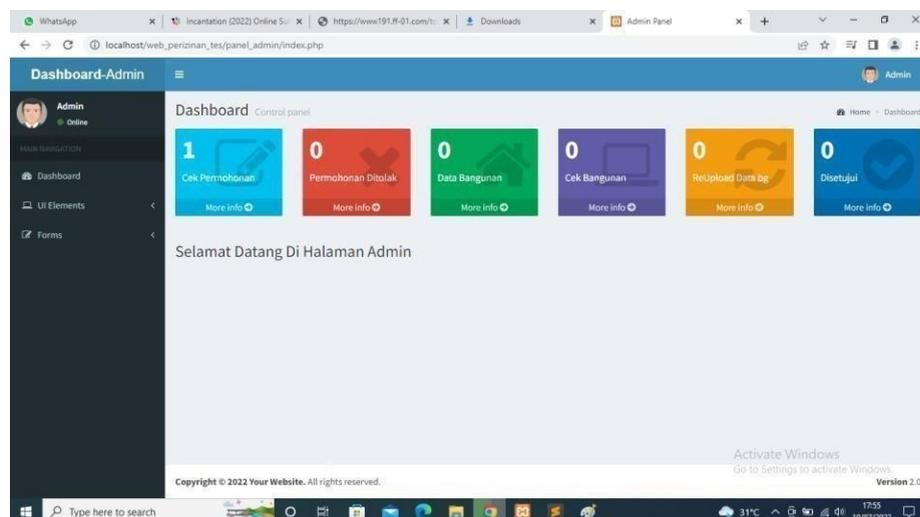 WhatsApp
Incantation (2022) Online Su
https://www191.ff-01.com/to
Downloads
Admin Panel
localhost/web_perizinan_tes/panel_admin/index.php
Dashboard-Admin
Admin
Admin
Online
Dashboard Control panel
Home > Dashboard
MAIN NAVIGATION
Dashboard
UI Elements
Forms
1
Cek Permohonan
More info
0
Permohonan Ditolak
More info
0
Data Bangunan
More info
0
Cek Bangunan
More info
0
ReUpload Data bg
More info
0
Disetujui
More info
Selamat Datang Di Halaman Admin
Activate Windows
Go to Settings to activate Windows.
Copyright © 2022 Your Website. All rights reserved.
Version 2.0
Type here to search
31°C
17:55